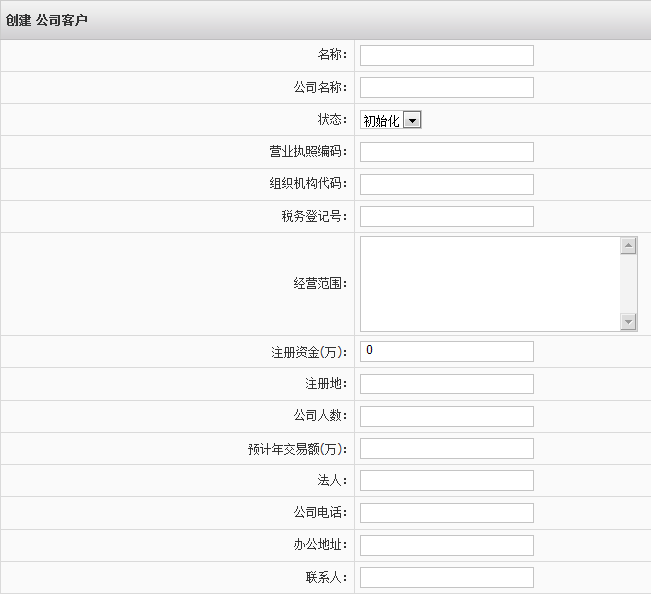 创建 公司客户
名称：
公司名称：
状态： 初始化
营业执照编码：
组织机构代码：
税务登记号：
经营范围：
注册资金(万)： 0
注册地：
公司人数：
预计年交易额(万)：
法人：
公司电话：
办公地址：
联系人：